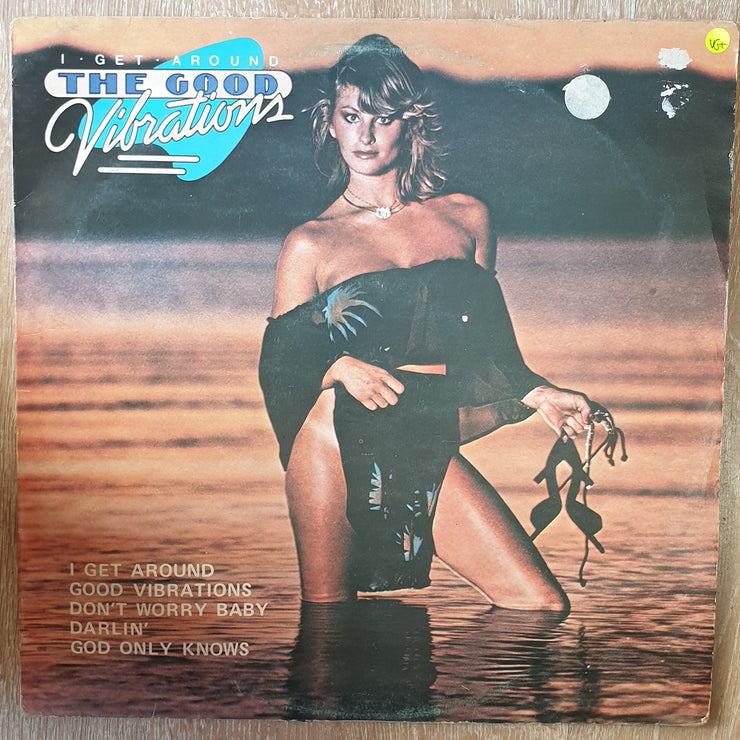 I · GET · AROUND
THE GOOD
Vibrations
VG+
I GET AROUND
GOOD VIBRATIONS
DON'T WORRY BABY
DARLIN'
GOD ONLY KNOWS